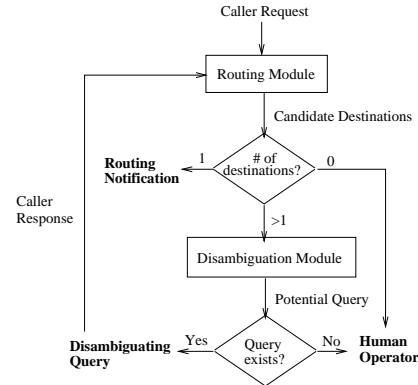 Caller Request
Routing Module
Candidate Destinations
# of
destinations?
1
0
Routing
Notification
Caller
Response
>1
Disambiguation Module
Potential Query
Query
exists?
Yes
No
Disambiguating
Query
Human
Operator